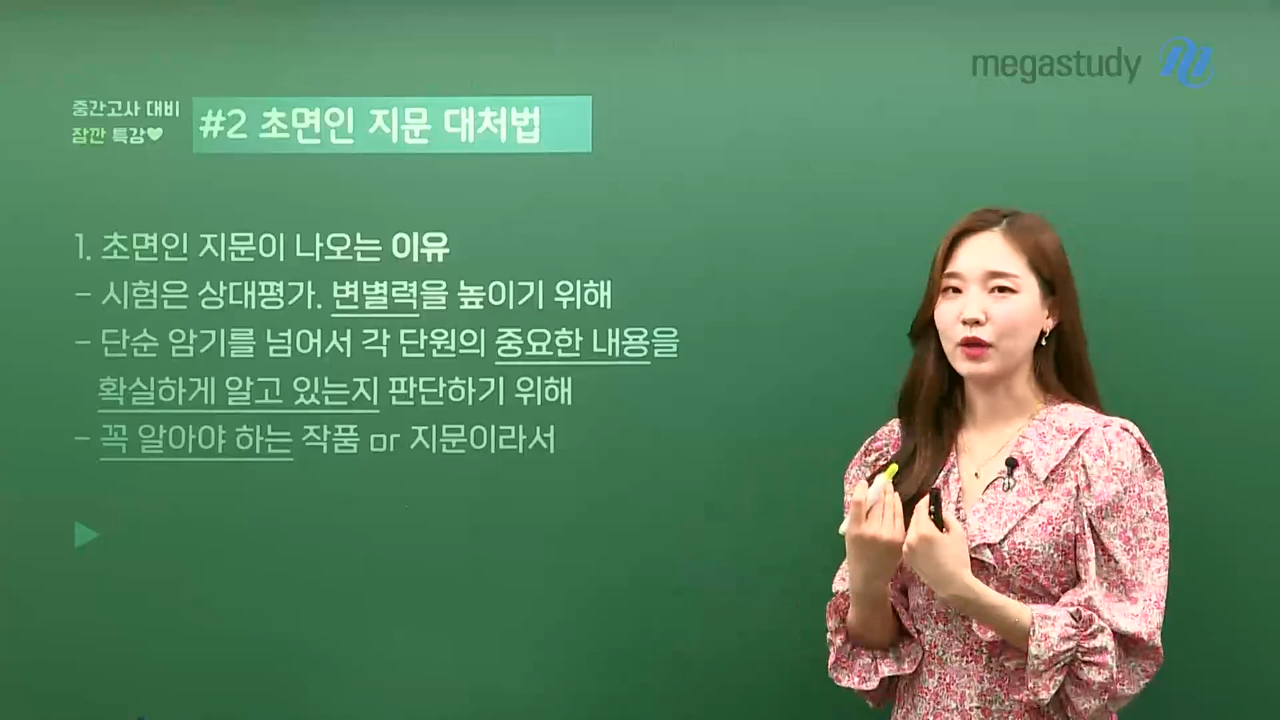 megastudy
중간고사 대비
잠깐 특강♥
#2 초면인 지문 대처법
1. 초면인 지문이 나오는 이유
- 시험은 상대평가. 변별력을 높이기 위해
- 단순 암기를 넘어서 각 단원의 중요한 내용을
확실하게 알고 있는지 판단하기 위해
- 꼭 알아야 하는 작품 or 지문이라서